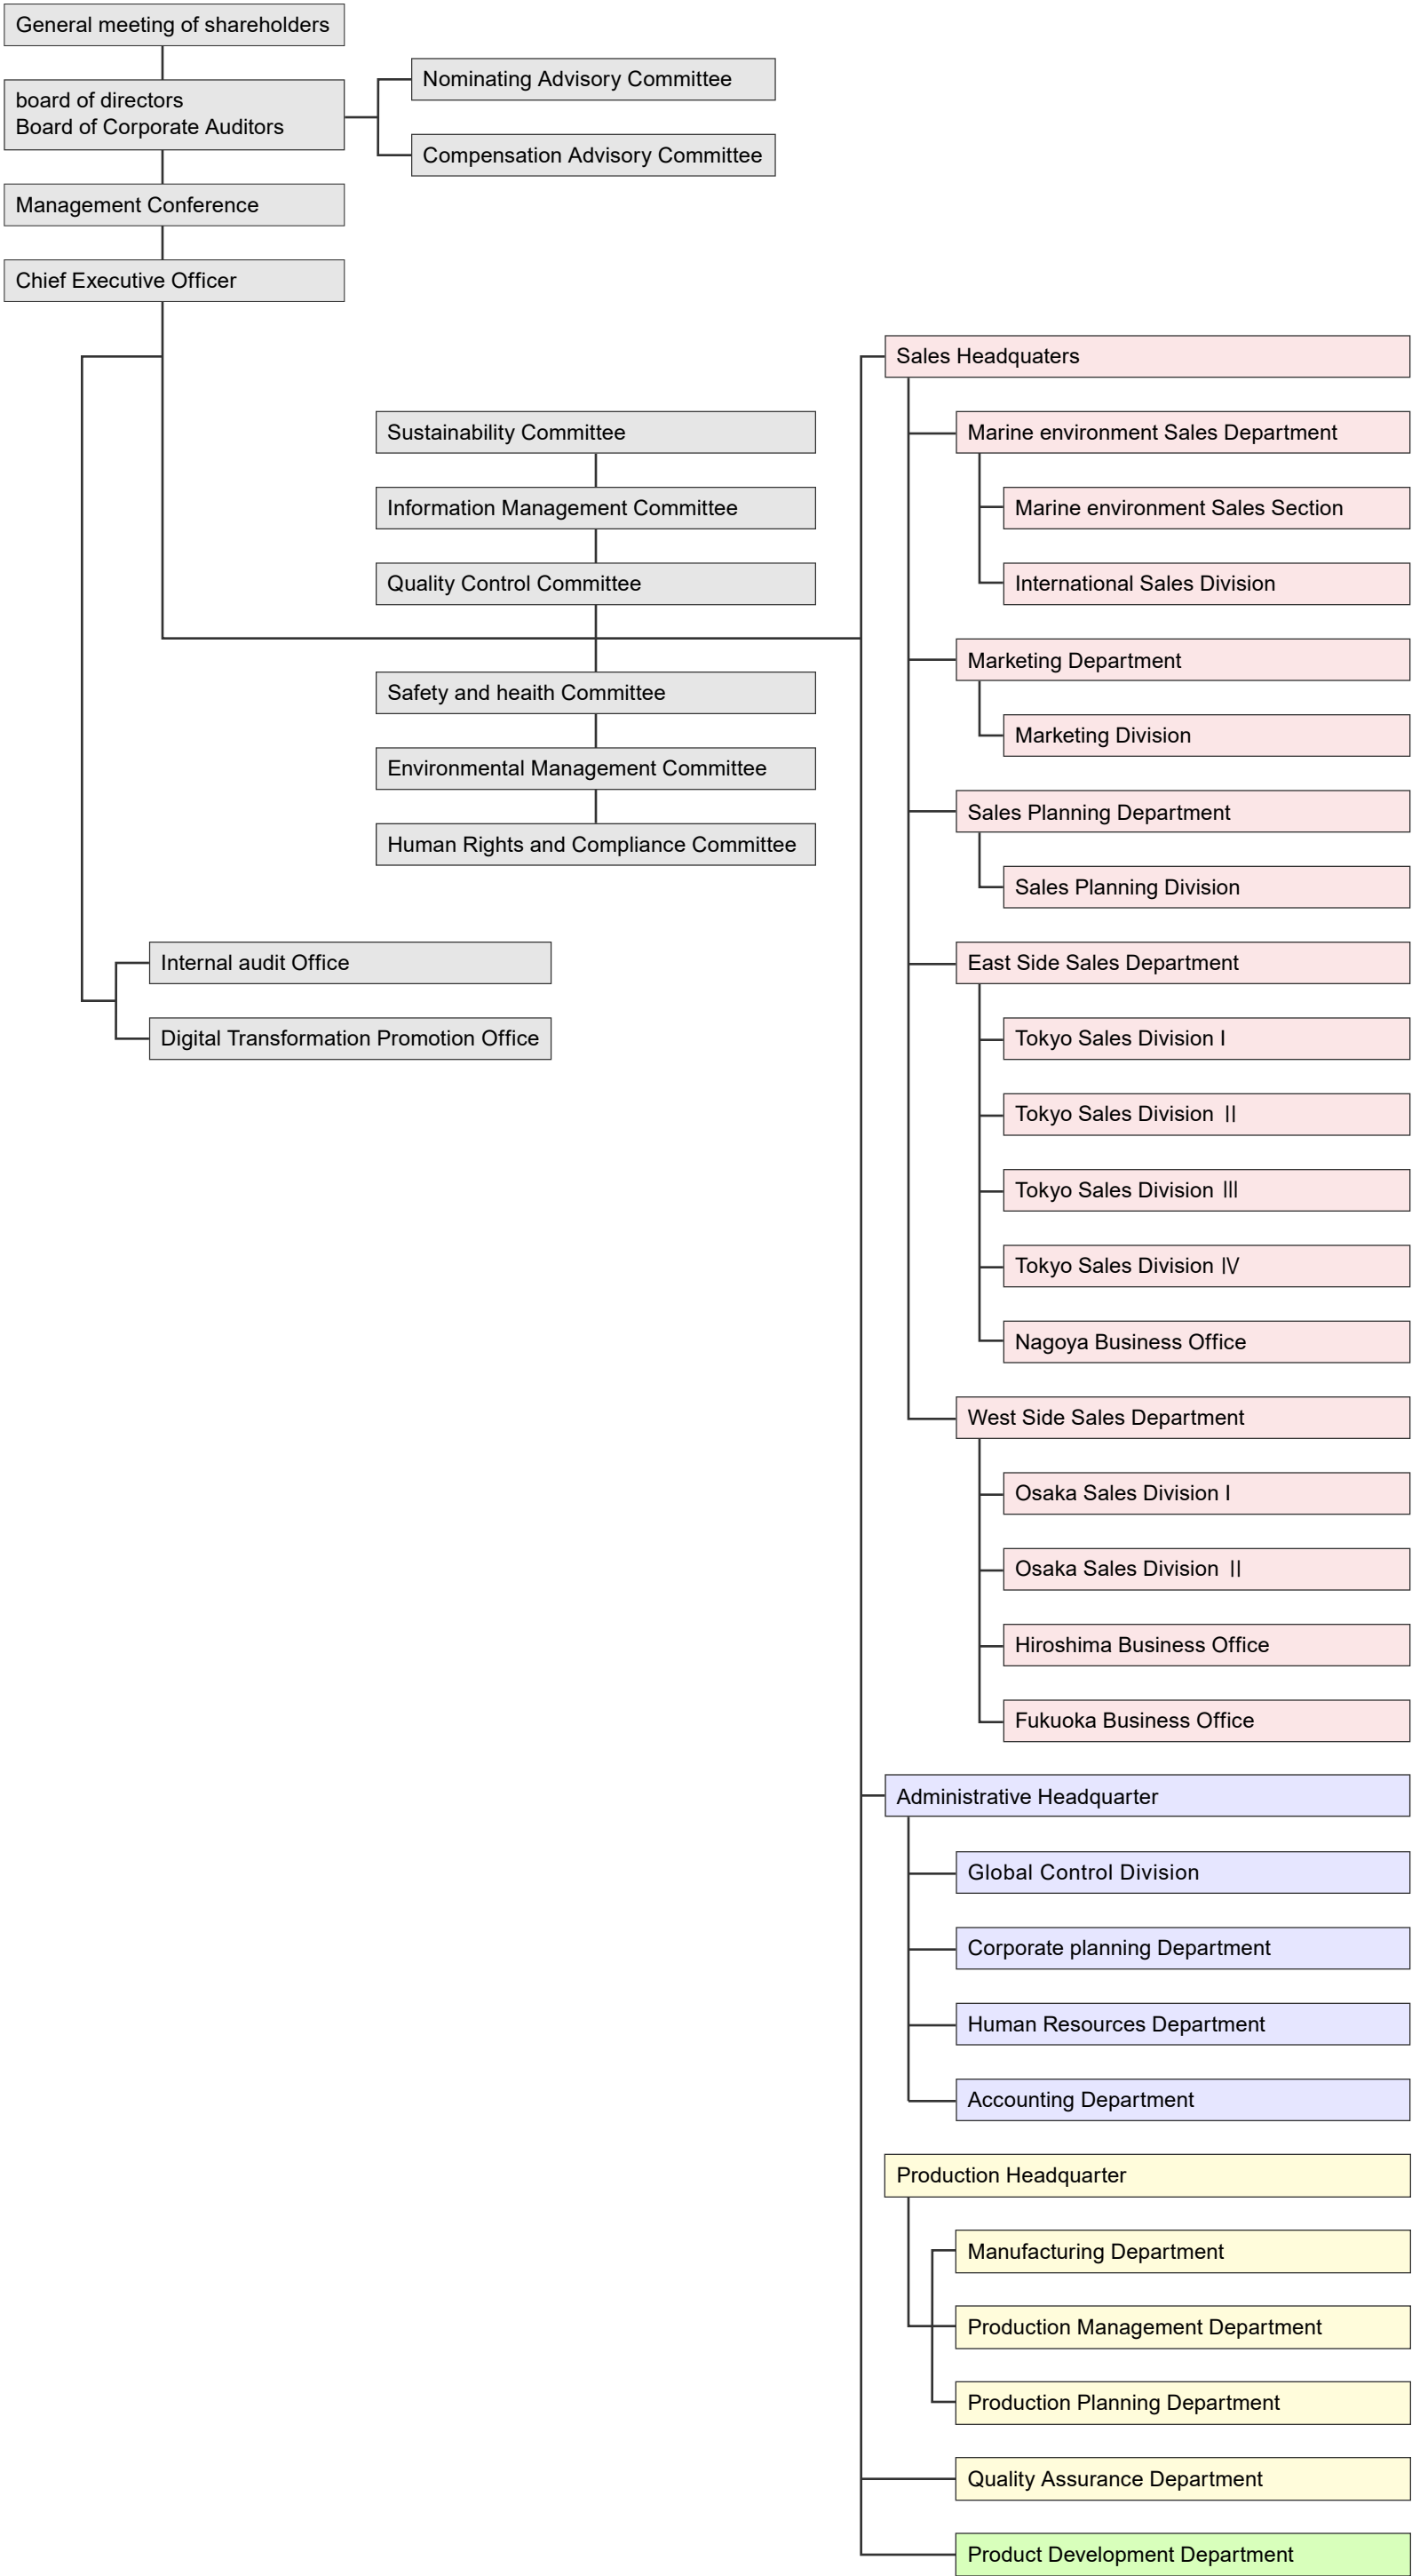 General meeting of shareholders
board of directors
Board of Corporate Auditors
Nominating Advisory Committee
Compensation Advisory Committee
Management Conference
Chief Executive Officer
Sustainability Committee
Information Management Committee
Quality Control Committee
Safety and health Committee
Environmental Management Committee
Human Rights and Compliance Committee
Internal audit Office
Digital Transformation Promotion Office
Sales Headquaters
Marine environment Sales Department
Marine environment Sales Section
International Sales Division
Marketing Department
Marketing Division
Sales Planning Department
Sales Planning Division
East Side Sales Department
Tokyo Sales Division I
Tokyo Sales Division Ⅱ
Tokyo Sales Division Ⅲ
Tokyo Sales Division Ⅳ
Nagoya Business Office
West Side Sales Department
Osaka Sales Division I
Osaka Sales Division Ⅱ
Hiroshima Business Office
Fukuoka Business Office
Administrative Headquarter
Global Control Division
Corporate planning Department
Human Resources Department
Accounting Department
Production Headquarter
Manufacturing Department
Production Management Department
Production Planning Department
Quality Assurance Department
Product Development Department